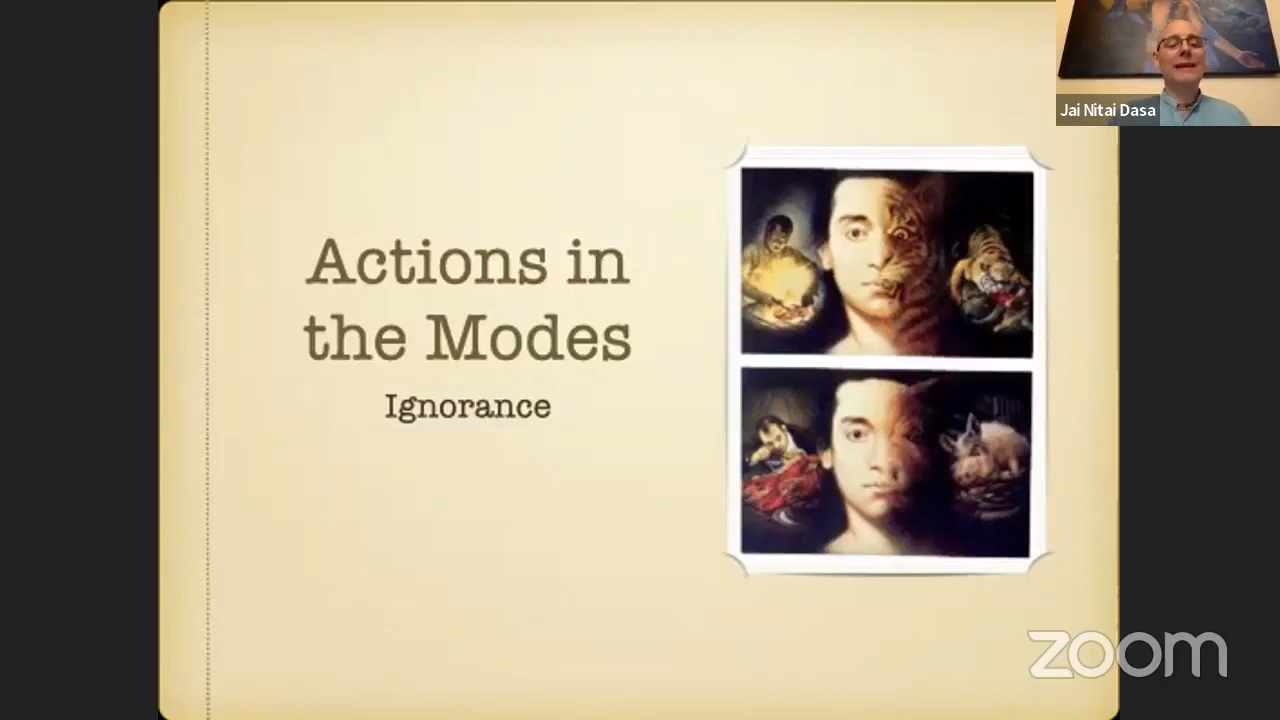 Jai Nitai Dasa
Actions in
the Modes
Ignorance
zoom